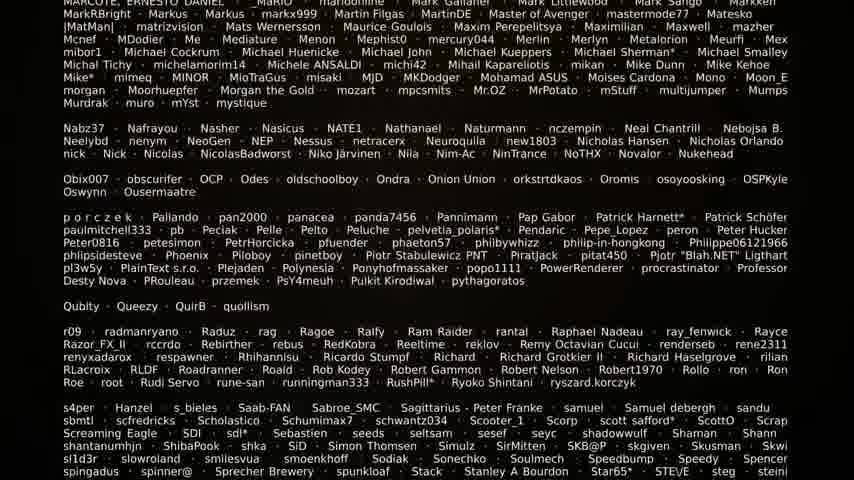 MARCOTE, ERNESTO DANIEL · _MARIO_ · maridomine · Mark Gallaher · Mark Littlewood · Mark Sango · Markken
MarkRBright · Markus · Markus · markx999 · Martin Filgas · MartinDE · Master of Avenger · mastermode77 · Matesko
|MatMan| · matrizvision · Mats Wernersson · Maurice Goulois · Maxim Perepelitsya · Maximilian · Maxwell · mazher
Mcnef · MDodier · Me · Mediature · Menon · Mephist0 · mercury044 · Merlin · Merlyn · Metalorion · Meurfi · Mex
mibor1 · Michael Cockrum · Michael Huenicke · Michael John · Michael Kueppers · Michael Sherman* · Michael Smalley
Michal Tichy · michelamorim14 · Michele ANSALDI · michi42 · Mihail Kapareliotis · mikan · Mike Dunn · Mike Kehoe
Mike* · mimeq · MINOR · MioTraGus · misaki · MJD · MKDodger · Mohamad ASUS · Moises Cardona · Mono · Moon_E
morgan · Moorhuepfer · Morgan the Gold · mozart · mpcsmits · Mr.OZ · MrPotato · mStuff · multijumper · Mumps
Murdrak · muro · mYst · mystique
Nabz37 · Nafrayou · Nasher · Nasicus · NATE1 · Nathanael · Naturmann · nczempin · Neal Chantrill · Nebojsa B.
Neelybd · nenym · NeoGen · NEP · Nessus · netracerx · Neuroquila · new1803 · Nicholas Hansen · Nicholas Orlando
nick · Nick · Nicolas · NicolasBadworst · Niko Järvinen · Nila · Nim-Ac · NinTrance · NoTHX · Novalor · Nukehead
Obix007 · obscurifer · OCP · Odes · oldschoolboy · Ondra · Onion Union · orkstrtdkaos · Oromis · osoyoosking · OSPKyle
Oswynn · Ousermaatre
p o r c z e k · Paliando · pan2000 · panacea · panda7456 · Pannimam · Pap Gabor · Patrick Harnett* · Patrick Schöfer
paulmitchell333 · pb · Peciak · Pelle · Pelto · Peluche · pelvetia_polaris* · Pendaric · Pepe_Lopez · peron · Peter Hucker
Peter0816 · petesimon · PetrHorcicka · pfuender · phaeton57 · philbywhizz · philip-in-hongkong · Philippe06121966
phlipsidesteve · Phoenix · Piloboy · pinetboy · Piotr Stabulewicz PNT · PiratJack · pitat450 · Pjotr "Blah.NET" Ligthart
pl3w5y · PlainText s.r.o. · Plejaden · Polynesia · Ponyhofmassaker · popo1111 · PowerRenderer · procrastinator · Professor
Desty Nova · PRouleau · przemek · PsY4meuh · Pulkit Kirodiwal · pythagoratos
Qubity · Queezy · QuirB · quollism
r09 · radmanryano · Raduz · rag · Ragoe · Ralfy · Ram Raider · rantal · Raphael Nadeau · ray_fenwick · Rayce
Razor_FX_II · rccrdo · Rebirther · rebus · RedKobra · Reeltime · reklov · Remy Octavian Cucui · renderseb · rene2311
renyxadarox · respawner · Rhihannisu · Ricardo Stumpf · Richard · Richard Grotkier II · Richard Haselgrove · rilian
RLacroix · RLDF · Roadranner · Roald · Rob Kodey · Robert Gammon · Robert Nelson · Robert1970 · Rollo · ron · Ron
Roe · root · Rudi Servo · rune-san · runningman333 · RushPill* · Ryoko Shintani · ryszard.korczyk
s4per · Hanzel · s_bieles · Saab-FAN · Sabroe_SMC · Sagittarius - Peter Franke · samuel · Samuel debergh · sandu
sbmtl · scfredricks · Scholastico · Schumimax7 · schwantz034 · Scooter_1 · Scorp · scott safford* · ScottO · Scrap
Screaming Eagle · SDI · sdl* · Sebastien · seeds · seltsam · sesef · seyc · shadowwulf · Shaman · Shann
shantanumhjn · ShibaPook · shka · SiD · Simon Thomsen · Simulz · SirMitten · SKB@P · skgiven · Skusman · Skwi
sl1d3r · slowroland · smilesvua · smoenkhoff · Sodiak · Sonechko · Soulmech · Speedbump · Speedy · Spencer
spingadus · spinner@ · Sprecher Brewery · spunkloaf · Stack · Stanley A Bourdon · Star65* · STE\/E · steg · steini